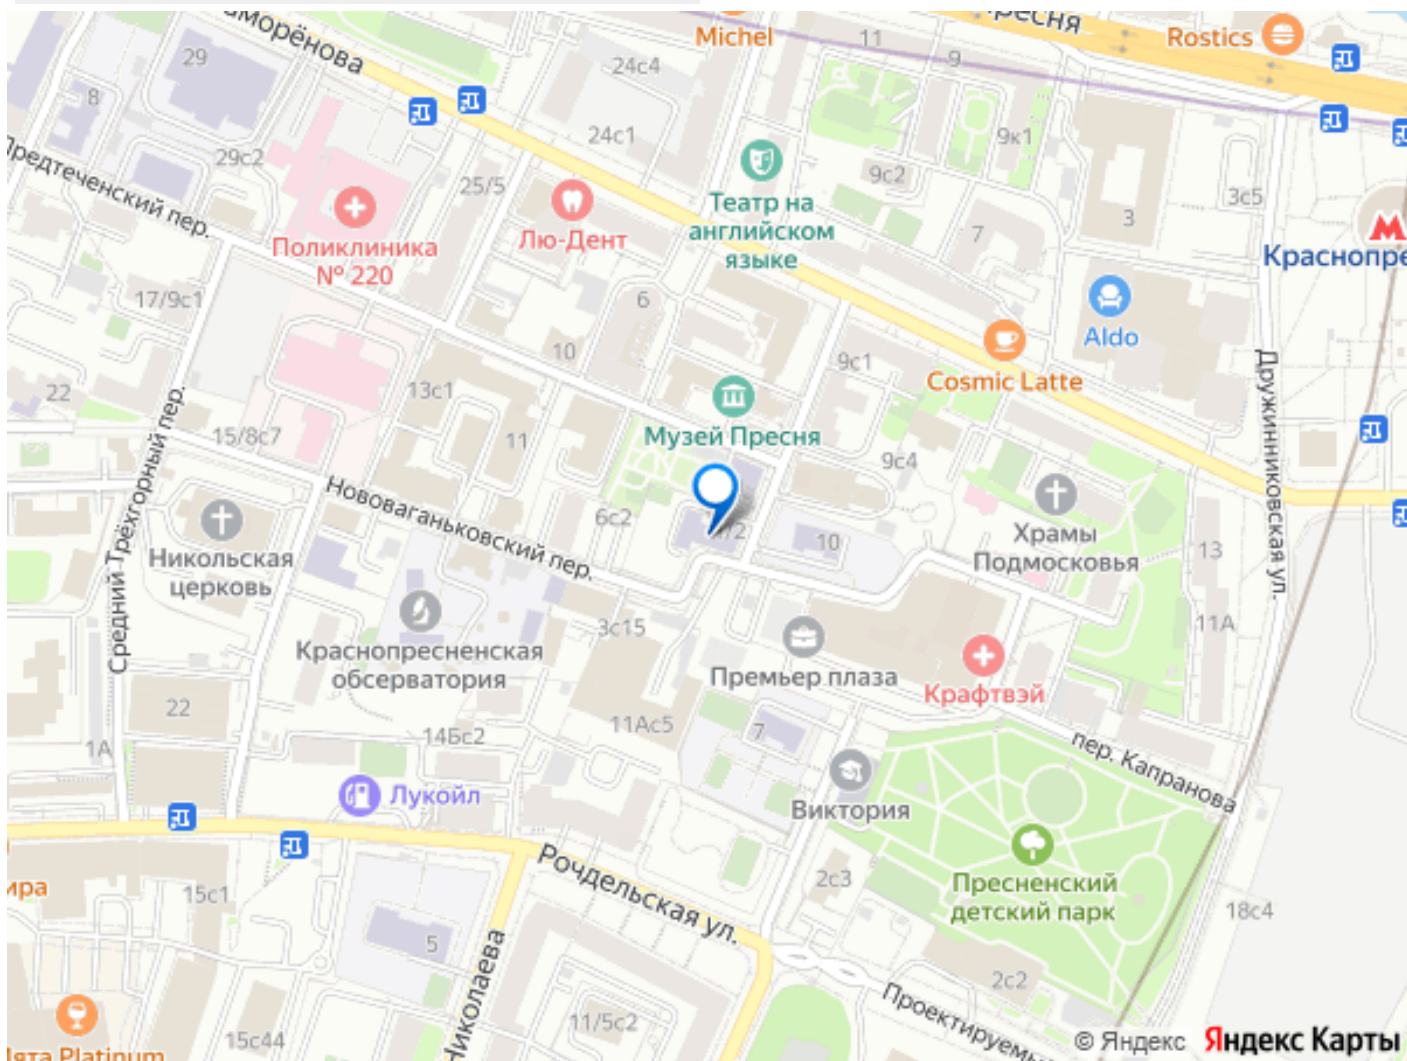 Michel
11
9
Rostics
24с4
29
8
24с1
9к1
29с2
25/5
9с2
3с5
3
7
Предтеченский пер.
Театр на
английском
языке
Лю-Дент
Поликлиника
№ 220
17/9с1
6
10
9с1
Aldo
Cosmic Latte
22
13с1
Музей Пресня
15/8с7
11
9с4
Средний Трёхгорный пер.
Нововаганьковский пер.
Дружинниковская ул.
6с2
10
Храмы
Подмосковья
13
Никольская
церковь
3с15
11А
Краснопресненская
обсерватория
Премьер плаза
Крафтвэй
22
11Ас5
7
14Бс2
1А
пер. Капранова
Лукойл
Виктория
Рочдельская ул.
2с3
Пресненский
детский парк
15с1
18с4
5
Николаева
2с2
11/5с2
15с44
Platinum
© Яндекс
Яндекс Карты